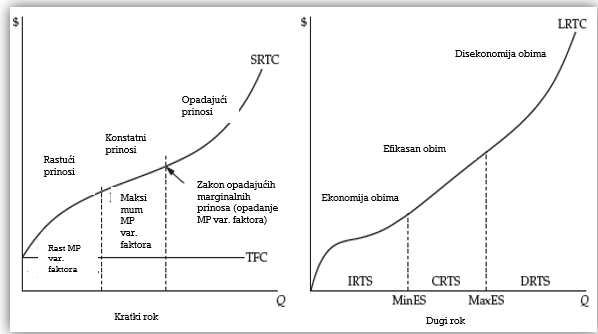 $
SRTC
Opadajući
prinosi
Konstatni
prinosi
Rastući
prinosi
Zakon opadajućih
marginalnih
prinosa (opadanje
MP var. faktora)
Maksi
mum
MP
var.
faktora
Rast MP
var.
faktora
TFC
Q
Kratki rok
$
LRTC
Disekonomija obima
Efikasan obim
Ekonomija obima
IRTS
CRTS
DRTS
MinES
MaxES
Q
Dugi rok